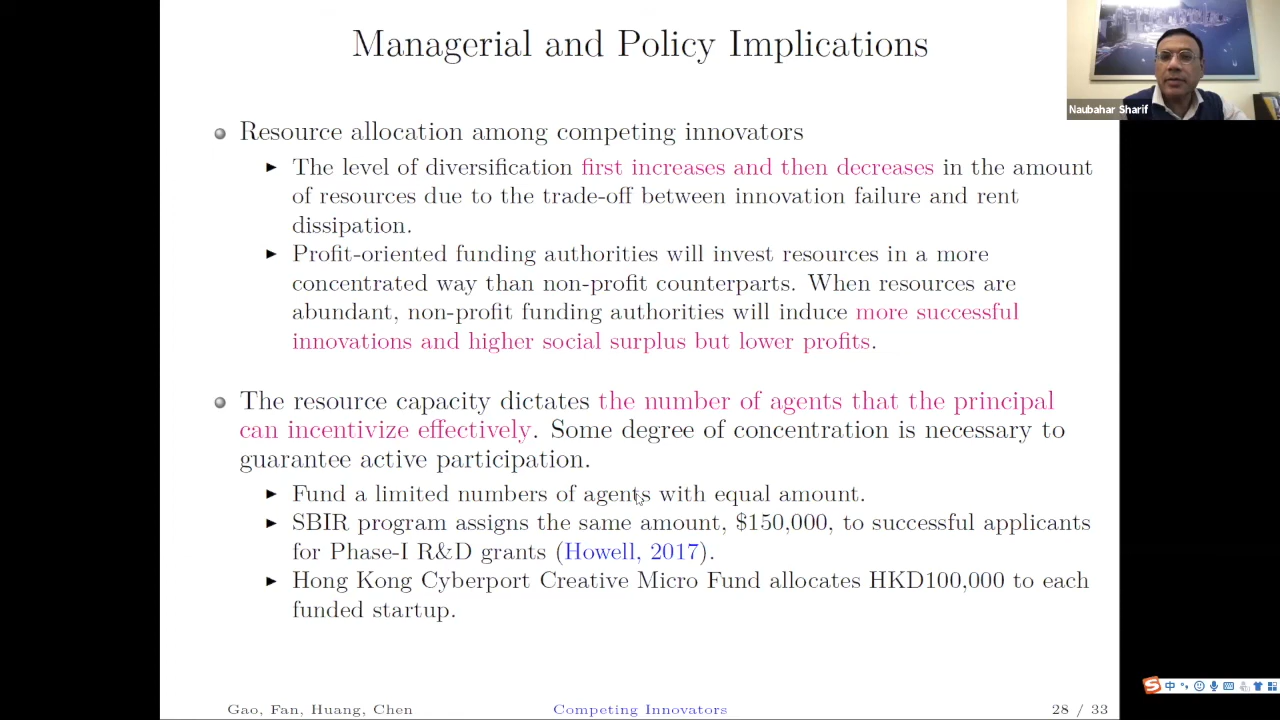 Managerial and Policy Implications
Naubahar Sharif
Resource allocation among competing innovators
The level of diversification first increases and then decreases in the amount
of resources due to the trade-off between innovation failure and rent
dissipation.
Profit-oriented funding authorities will invest resources in a more
concentrated way than non-profit counterparts. When resources are
abundant, non-profit funding authorities will induce more successful
innovations and higher social surplus but lower profits.
The resource capacity dictates the number of agents that the principal
can incentivize effectively. Some degree of concentration is necessary to
guarantee active participation.
Fund a limited numbers of agents with equal amount.
SBIR program assigns the same amount, $150,000, to successful applicants
for Phase-I R&D grants (Howell, 2017).
Hong Kong Cyberport Creative Micro Fund allocates HKD100,000 to each
funded startup.
中
Gao, Fan, Huang, Chen
Competing Innovators
28 / 33